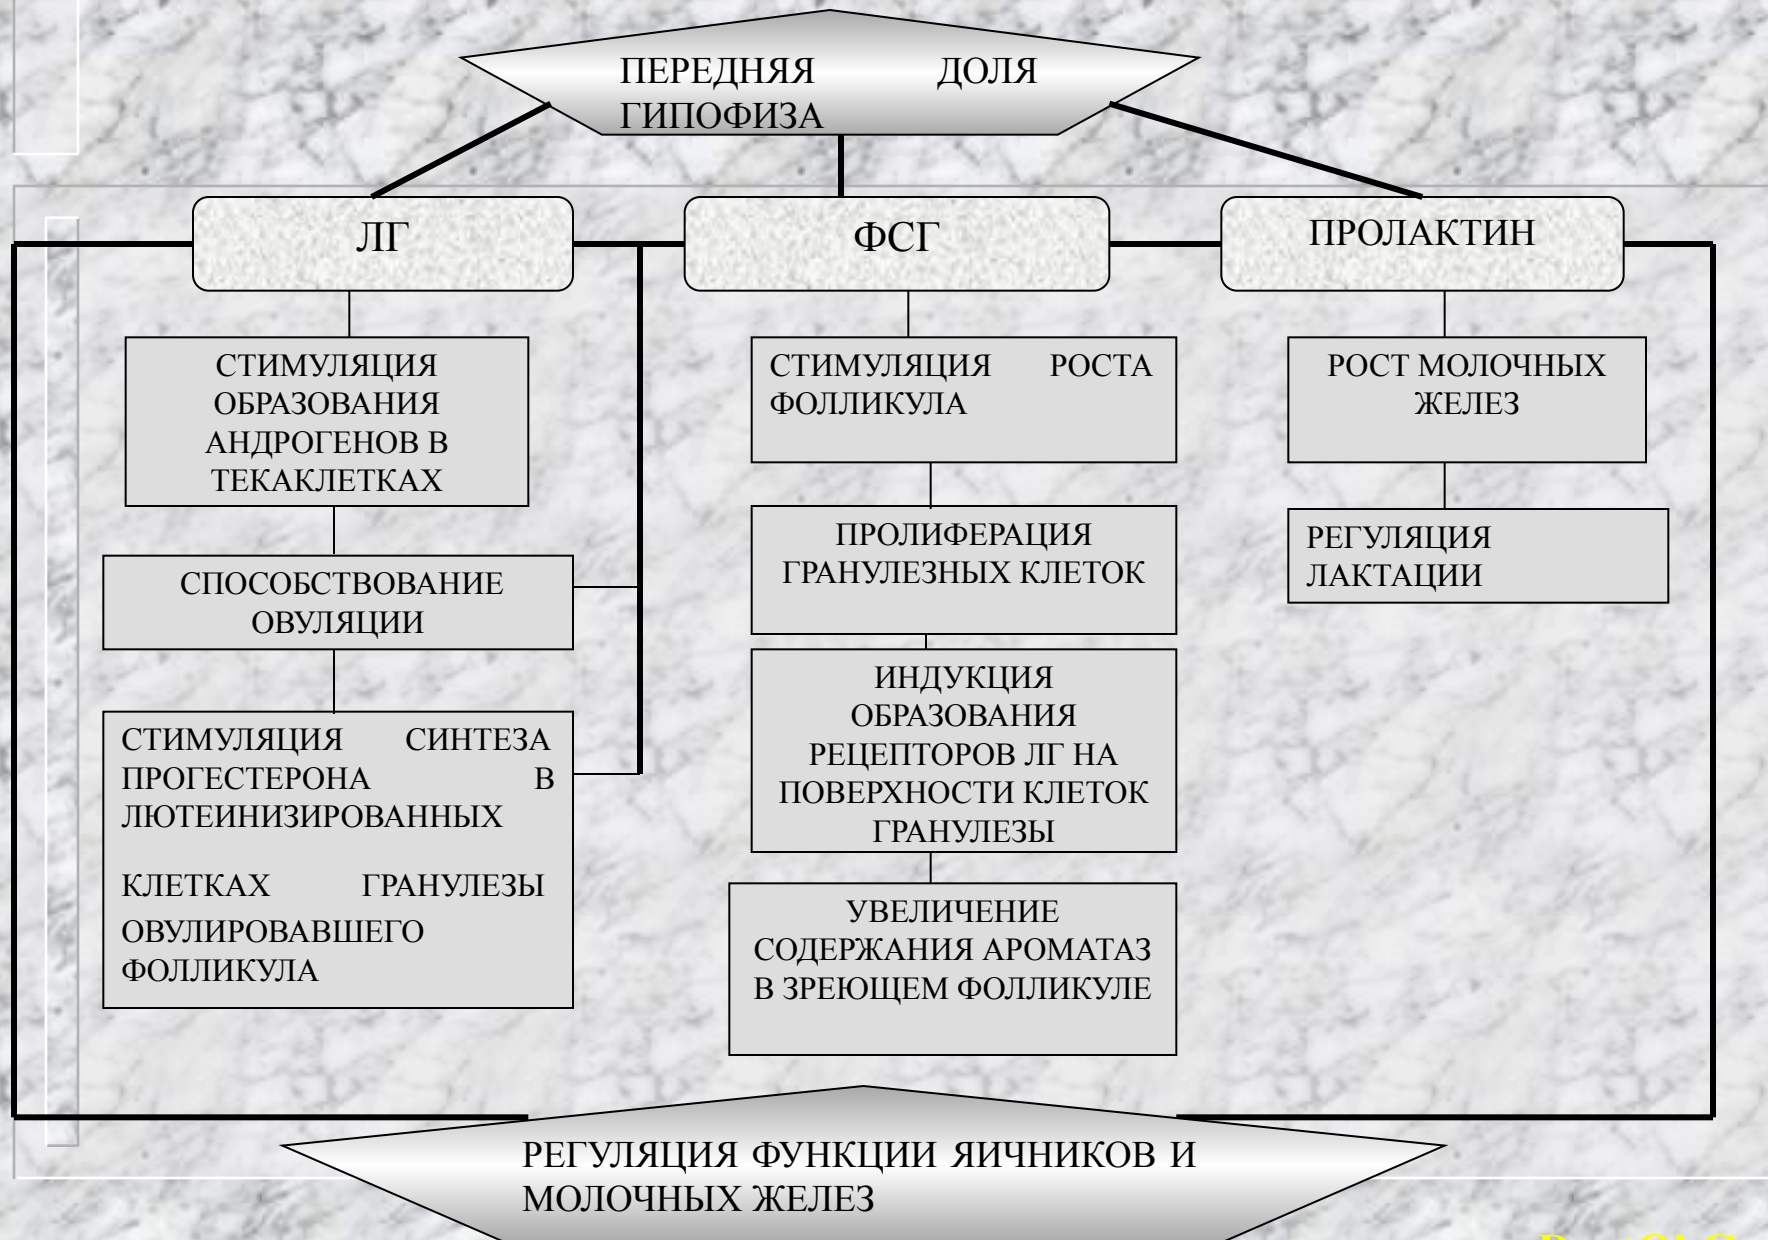 ПЕРЕДНЯЯ ДОЛЯ
ГИПОФИЗА
ЛГ
ФСГ
ПРОЛАКТИН
СТИМУЛЯЦИЯ
ОБРАЗОВАНИЯ
АНДРОГЕНОВ В
ТЕКАКЛЕТКАХ
СПОСОБСТВОВАНИЕ
ОВУЛЯЦИИ
СТИМУЛЯЦИЯ СИНТЕЗА
ПРОГЕСТЕРОНА В
ЛЮТЕИНИЗИРОВАННЫХ
КЛЕТКАХ ГРАНУЛЕЗЫ
ОВУЛИРОВАВШЕГО
ФОЛЛИКУЛА
СТИМУЛЯЦИЯ РОСТА
ФОЛЛИКУЛА
ПРОЛИФЕРАЦИЯ
ГРАНУЛЕЗНЫХ КЛЕТОК
ИНДУКЦИЯ
ОБРАЗОВАНИЯ
РЕЦЕПТОРОВ ЛГ НА
ПОВЕРХНОСТИ КЛЕТОК
ГРАНУЛЕЗЫ
УВЕЛИЧЕНИЕ
СОДЕРЖАНИЯ АРОМАТАЗ
В ЗРЕЮЩЕМ ФОЛЛИКУЛЕ
РОСТ МОЛОЧНЫХ
ЖЕЛЕЗ
РЕГУЛЯЦИЯ
ЛАКТАЦИИ
РЕГУЛЯЦИЯ ФУНКЦИИ ЯИЧНИКОВ И
МОЛОЧНЫХ ЖЕЛЕЗ